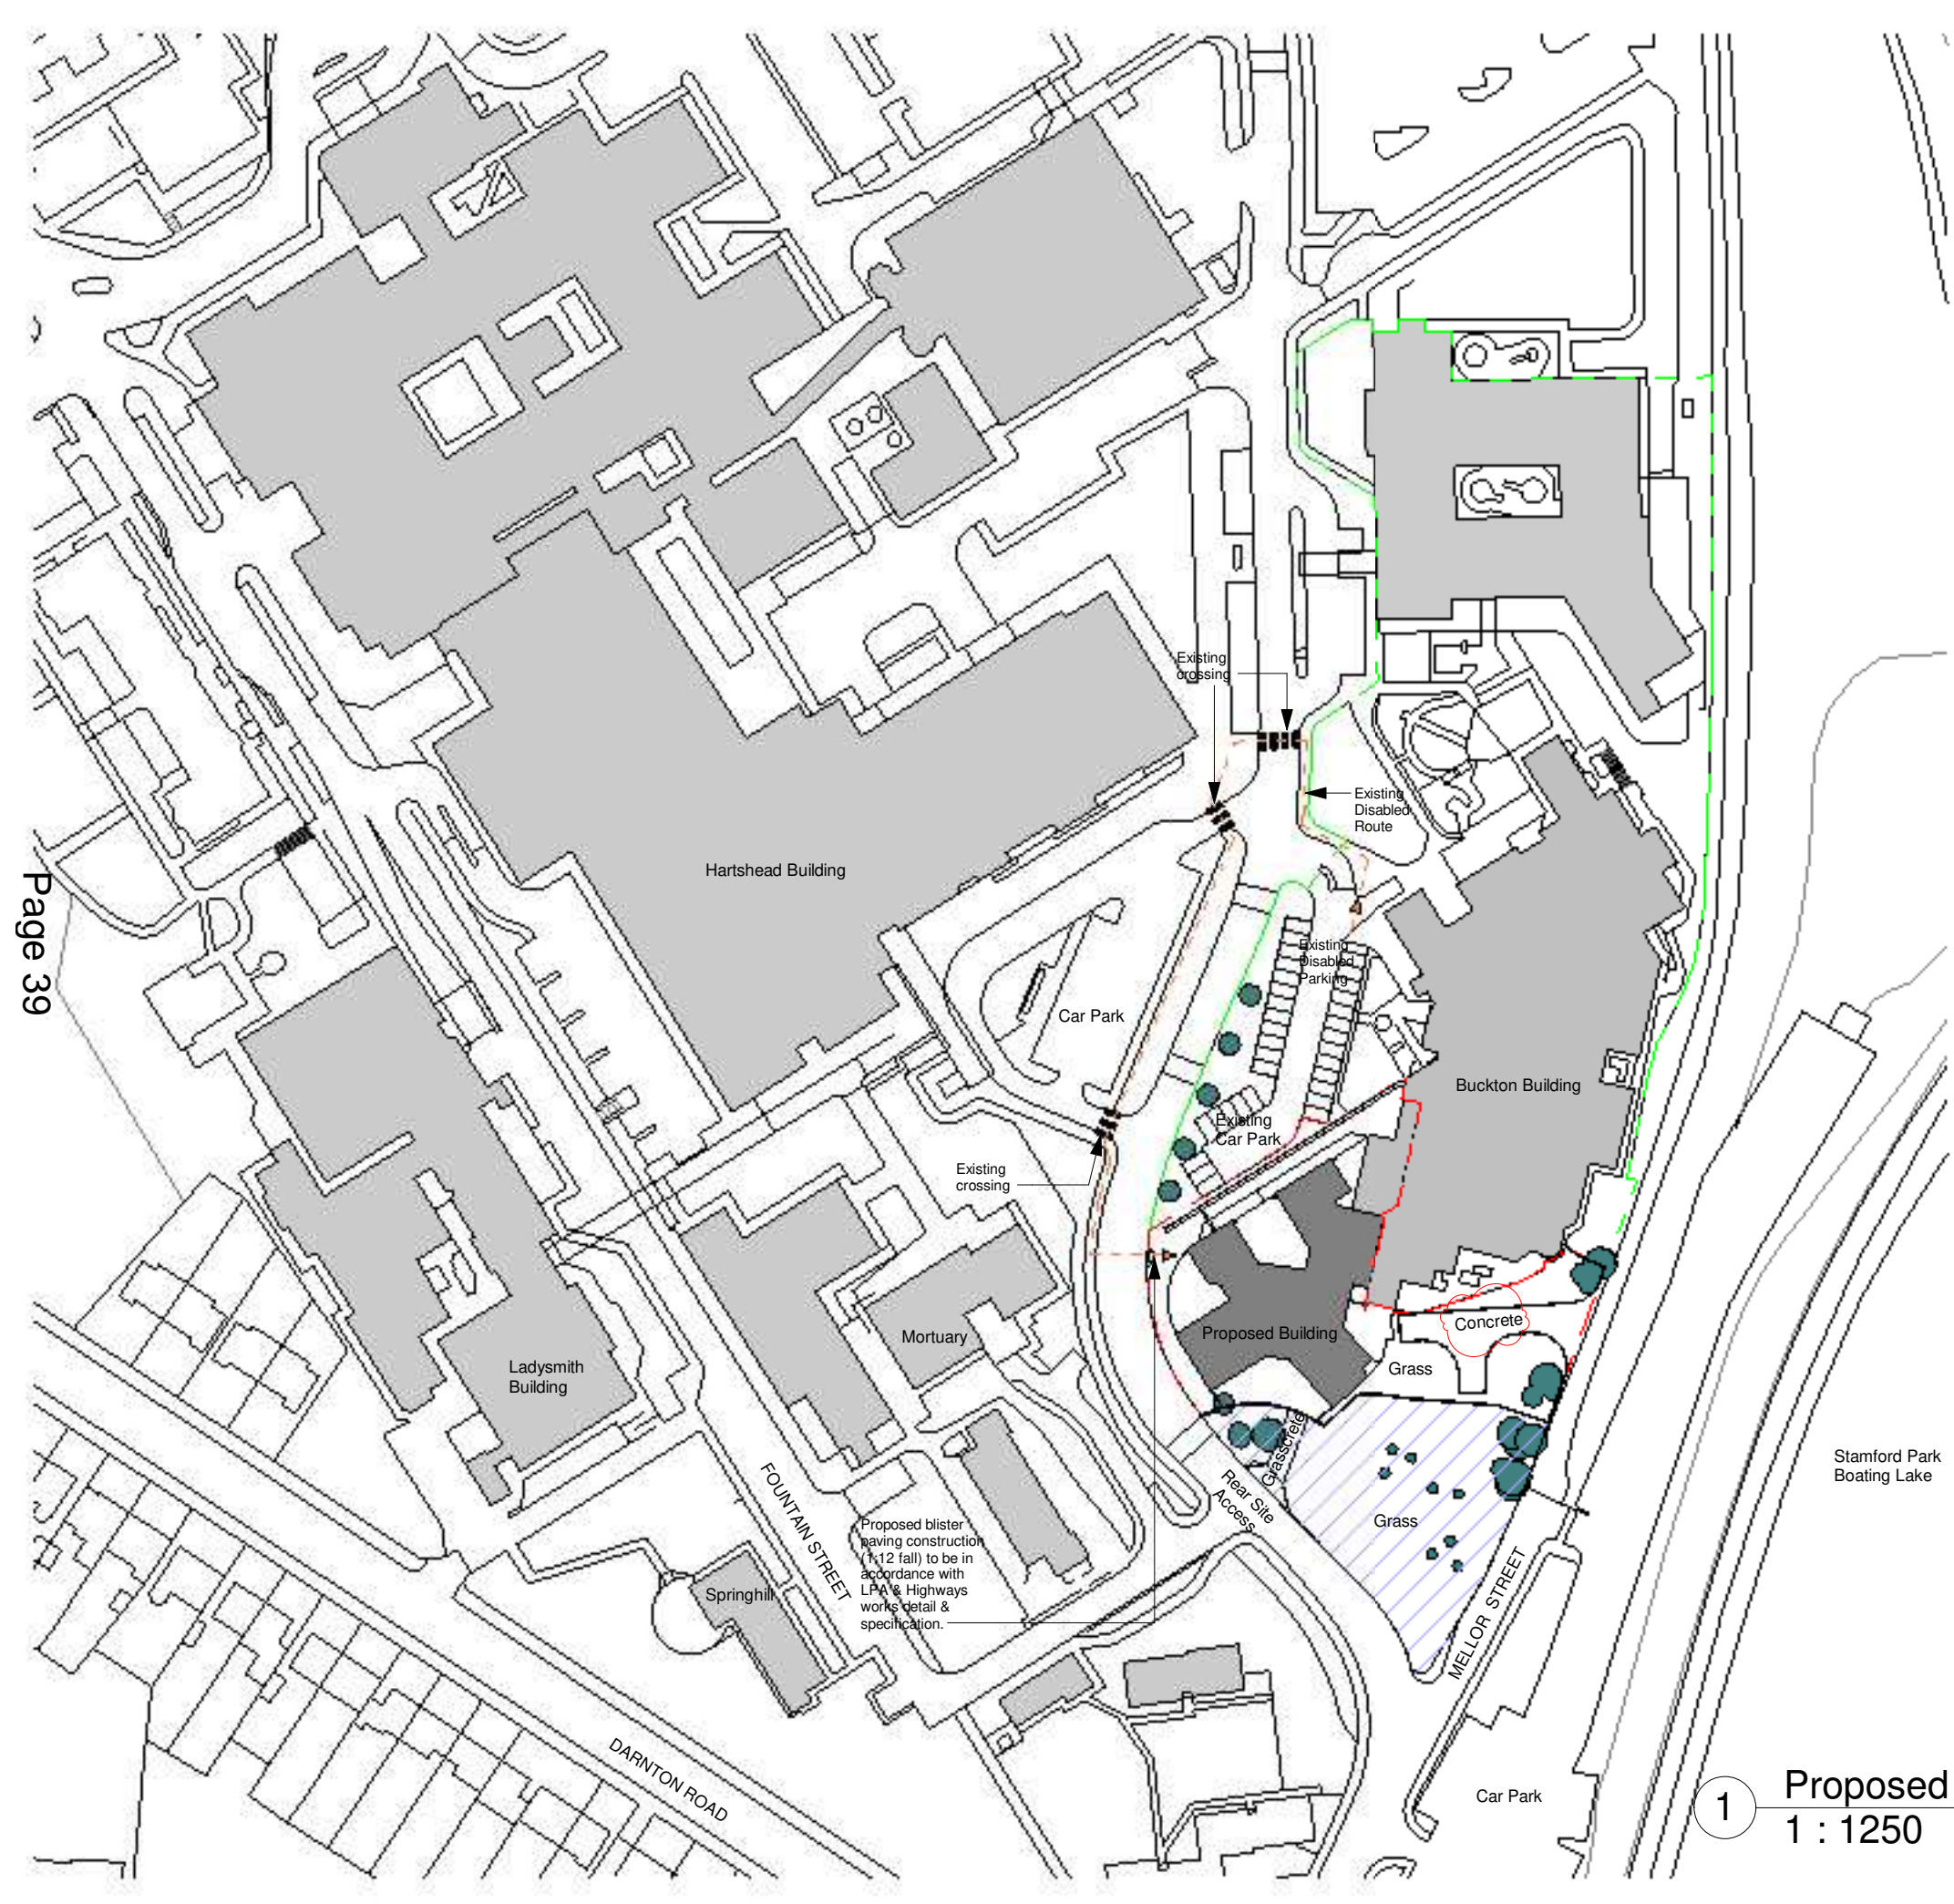 Existing
crossing
Existing
Disabled
Route
Hartshead Building
Page 39
Existing
Disabled
Parking
Car Park
Buckton Building
Existing
Car Park
Existing
crossing
Concrete
Proposed Building
Mortuary
Grass
Ladysmith
Building
Grasscrete
Stamford Park
Boating Lake
Rear Site
Access
Grass
FOUNTAIN STREET
Proposed blister
paving construction
(1:12 fall) to be in
accordance with
LPA & Highways
works detail &
specification.
Springhill
MELLOR STREET
DARNTON ROAD
Car Park
1
Proposed
1 : 1250